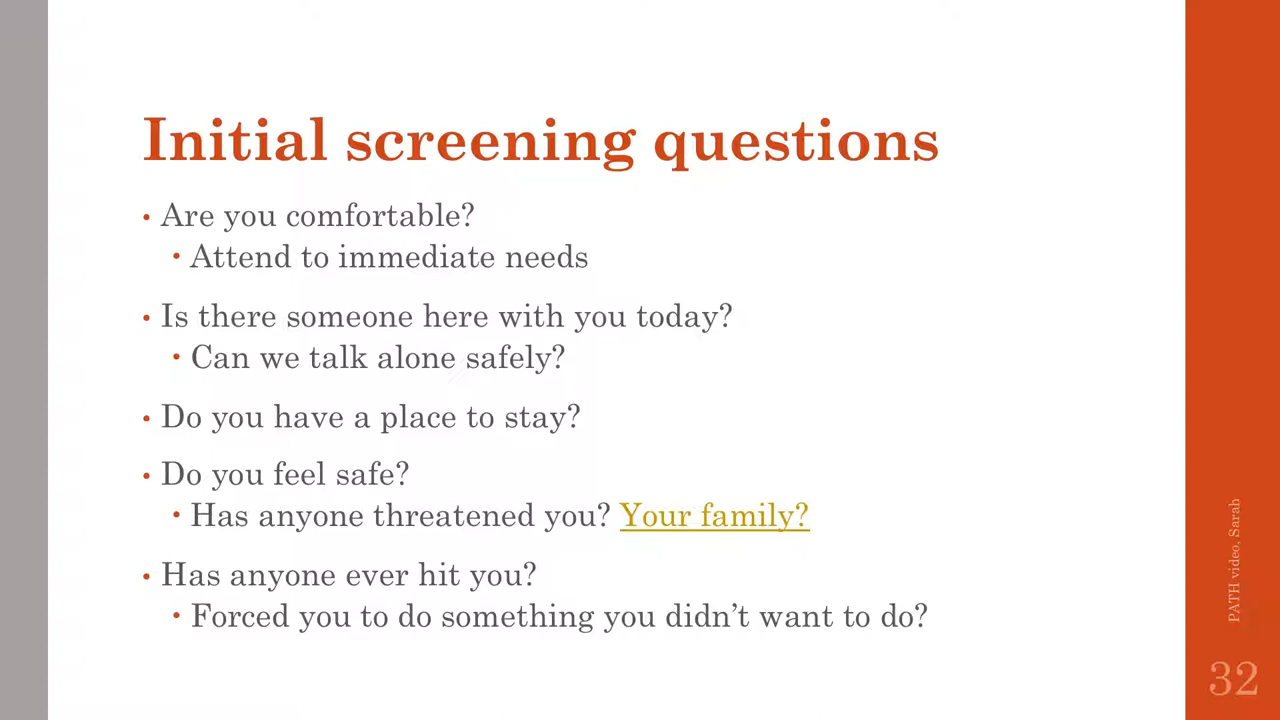 Initial screening questions
• Are you comfortable?
• Attend to immediate needs
• Is there someone here with you today?
• Can we talk alone safely?
• Do you have a place to stay?
• Do you feel safe?
• Has anyone threatened you? Your family?
• Has anyone ever hit you?
• Forced you to do something you didn’t want to do?
PATH video, Sarah
32